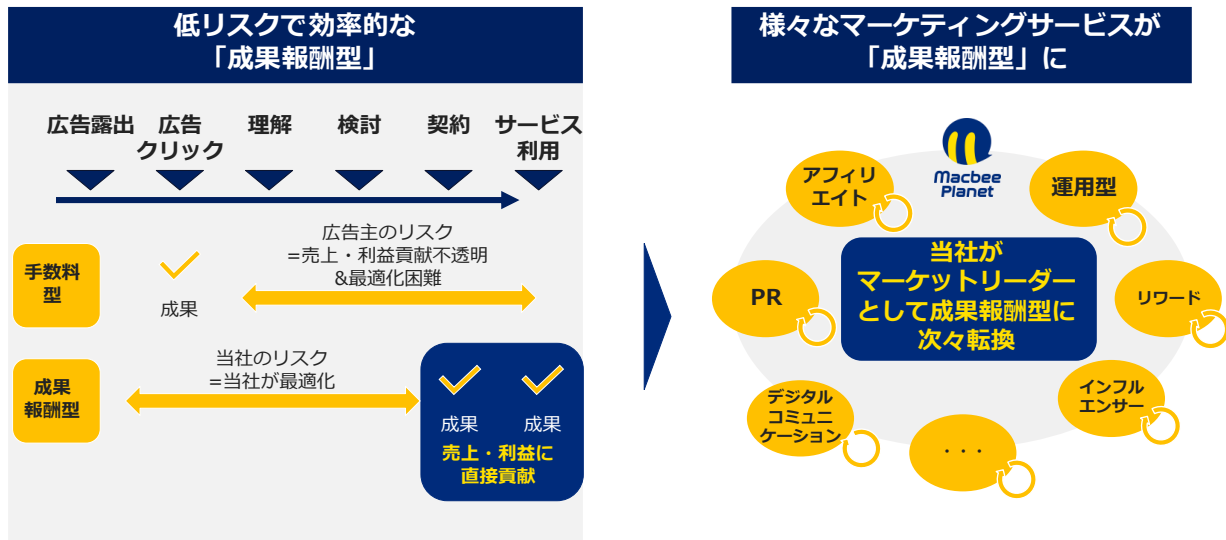 低リスクで効率的な
「成果報酬型」
広告露出
広告
クリック
理解
検討
契約
サービス
利用
手数料
型
成果
広告主のリスク
=売上・利益貢献不透明
&最適化困難
成果
報酬型
当社のリスク
=当社が最適化
成果
成果
売上・利益に
直接貢献
様々なマーケティングサービスが
「成果報酬型」に
Macbee
Planet
アフィリ
エイト
運用型
PR
当社が
マーケットリーダー
として成果報酬型に
次々転換
リワード
デジタル
コミュニ
ケーション
インフル
エンサー
・・・